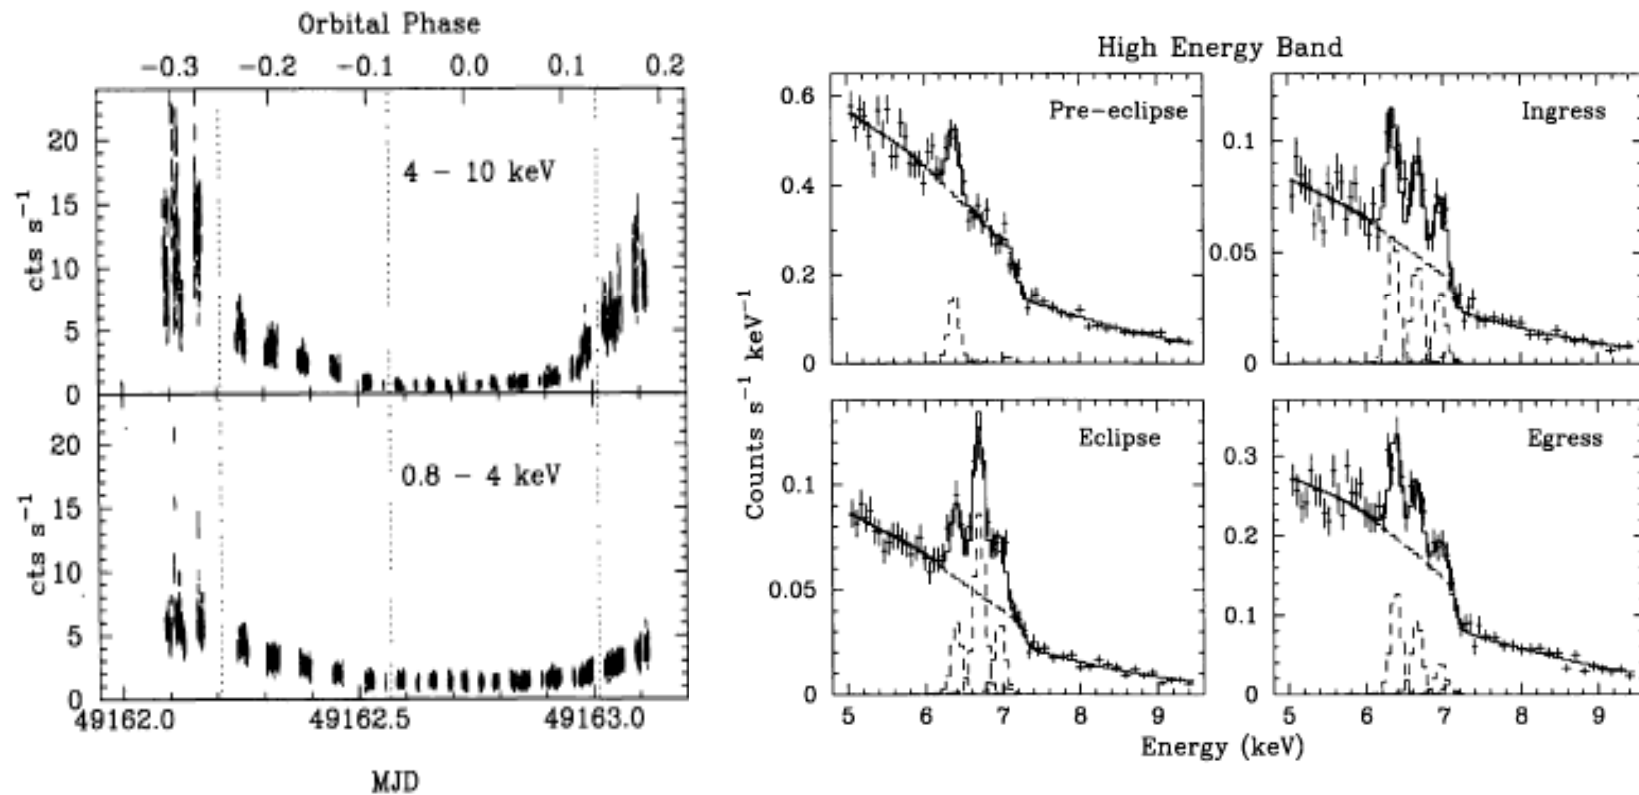 Orbital Phase
−0.3 −0.2 −0.1 0.0 0.1 0.2
20
15
10
5
0
cts s⁻¹
4 − 10 keV
20
15
10
5
0
cts s⁻¹
0.8 − 4 keV
49162.0 49162.5 49163.0
MJD
High Energy Band
Counts s⁻¹ keV⁻¹
0.6
0.4
0.2
0
Pre-eclipse
0.1
0.05
0
Ingress
0.1
0.05
0
Eclipse
5 6 7 8 9
0.3
0.2
0.1
0
Egress
5 6 7 8 9
Energy (keV)